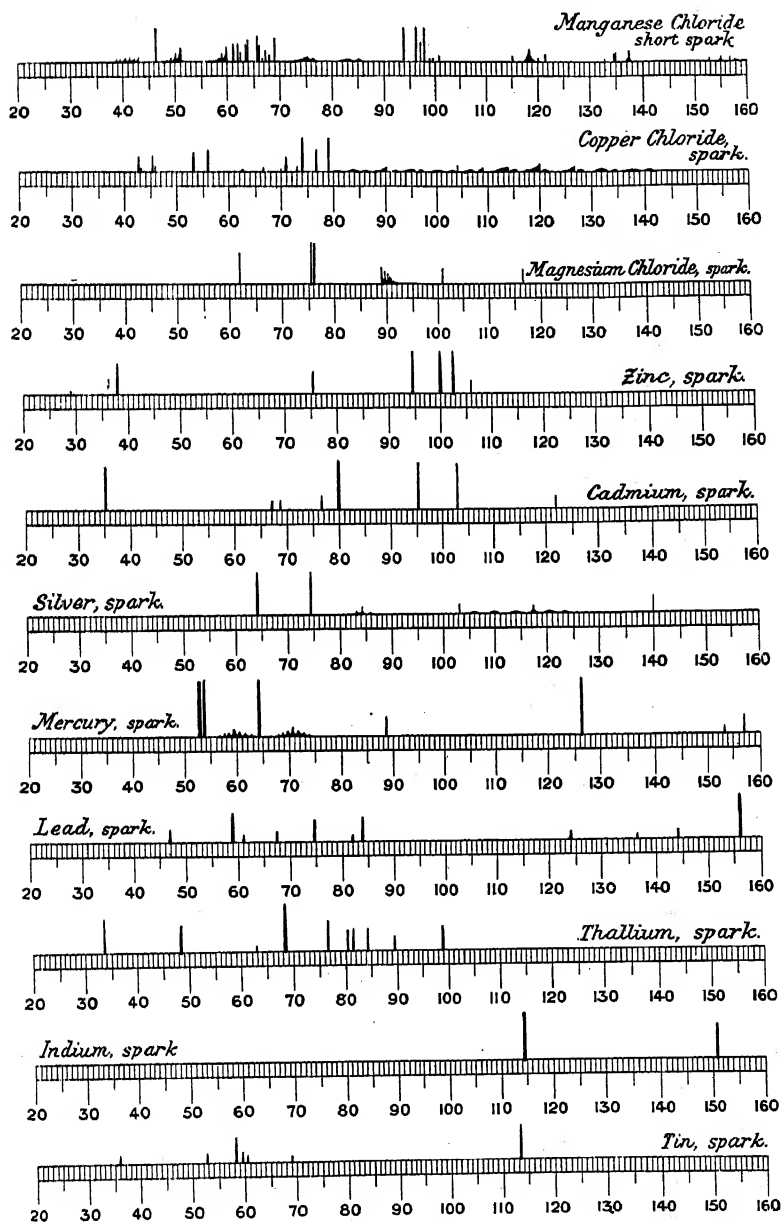 Manganese Chloride
short spark
20 30 40 50 60 70 80 90 100 110 120 130 140 150 160
Copper Chloride,
spark.
20 30 40 50 60 70 80 90 100 110 120 130 140 150 160
Magnesium Chloride, spark.
20 30 40 50 60 70 80 90 100 110 120 130 140 150 160
Zinc, spark.
20 30 40 50 60 70 80 90 100 110 120 130 140 150 160
Cadmium, spark.
20 30 40 50 60 70 80 90 100 110 120 130 140 150 160
Silver, spark.
20 30 40 50 60 70 80 90 100 110 120 130 140 150 160
Mercury, spark.
20 30 40 50 60 70 80 90 100 110 120 130 140 150 160
Lead, spark.
20 30 40 50 60 70 80 90 100 110 120 130 140 150 160
Thallium, spark.
20 30 40 50 60 70 80 90 100 110 120 130 140 150 160
Indium, spark
20 30 40 50 60 70 80 90 100 110 120 130 140 150 160
Tin, spark.
20 30 40 50 60 70 80 90 100 110 120 130 140 150 160